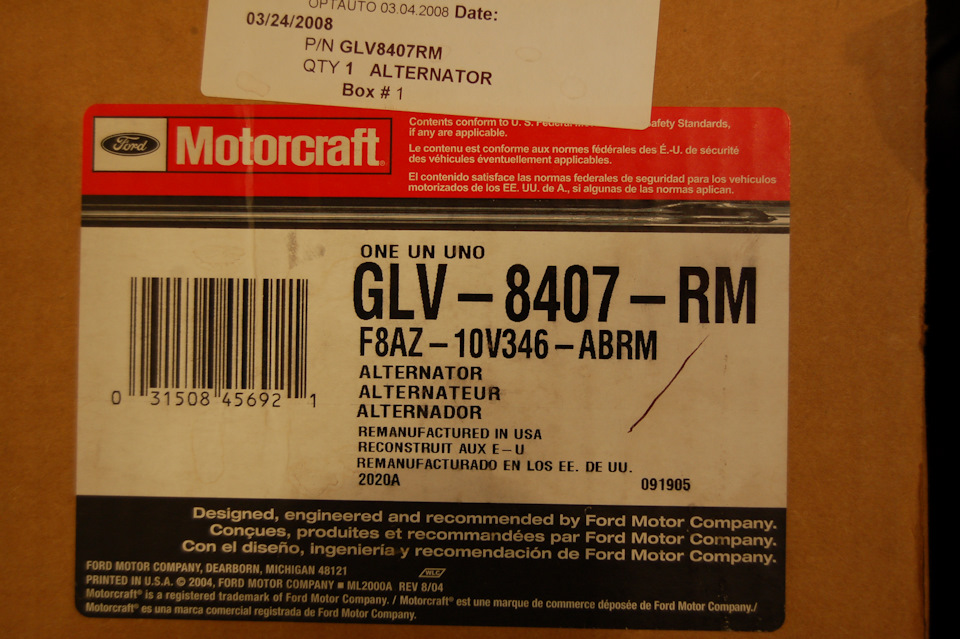 OPTAUTO 03.04.2008 Date:
03/24/2008
P/N GLV8407RM
QTY 1 ALTERNATOR
Box # 1
Ford
Motorcraft®
Contents conform to U. S. Federal Safety Standards,
if any are applicable.
Le contenu est conforme aux normes fédérales des É.-U. de sécurité
des véhicules éventuellement applicables.
El contenido satisface las normas federales de seguridad para los vehículos
motorizados de los EE. UU. de A., si algunas de las normas aplican.
ONE UN UNO
GLV-8407-RM
F8AZ-10V346-ABRM
ALTERNATOR
ALTERNATEUR
ALTERNADOR
REMANUFACTURED IN USA
RECONSTRUIT AUX E-U
REMANUFACTURADO EN LOS EE. DE UU.
2020A 091905
0 31508 45692 1
Designed, engineered and recommended by Ford Motor Company.
Conçues, produites et recommandées par Ford Motor Company.
Con el diseño, ingeniería y recomendación de Ford Motor Company.
FORD MOTOR COMPANY, DEARBORN, MICHIGAN 48121
WLC
PRINTED IN U.S.A. © 2004, FORD MOTOR COMPANY ■ ML2000A REV 8/04
Motorcraft® is a registered trademark of Ford Motor Company. / Motorcraft® est une marque de commerce déposée de Ford Motor Company./
Motorcraft® es una marca comercial registrada de Ford Motor Company.